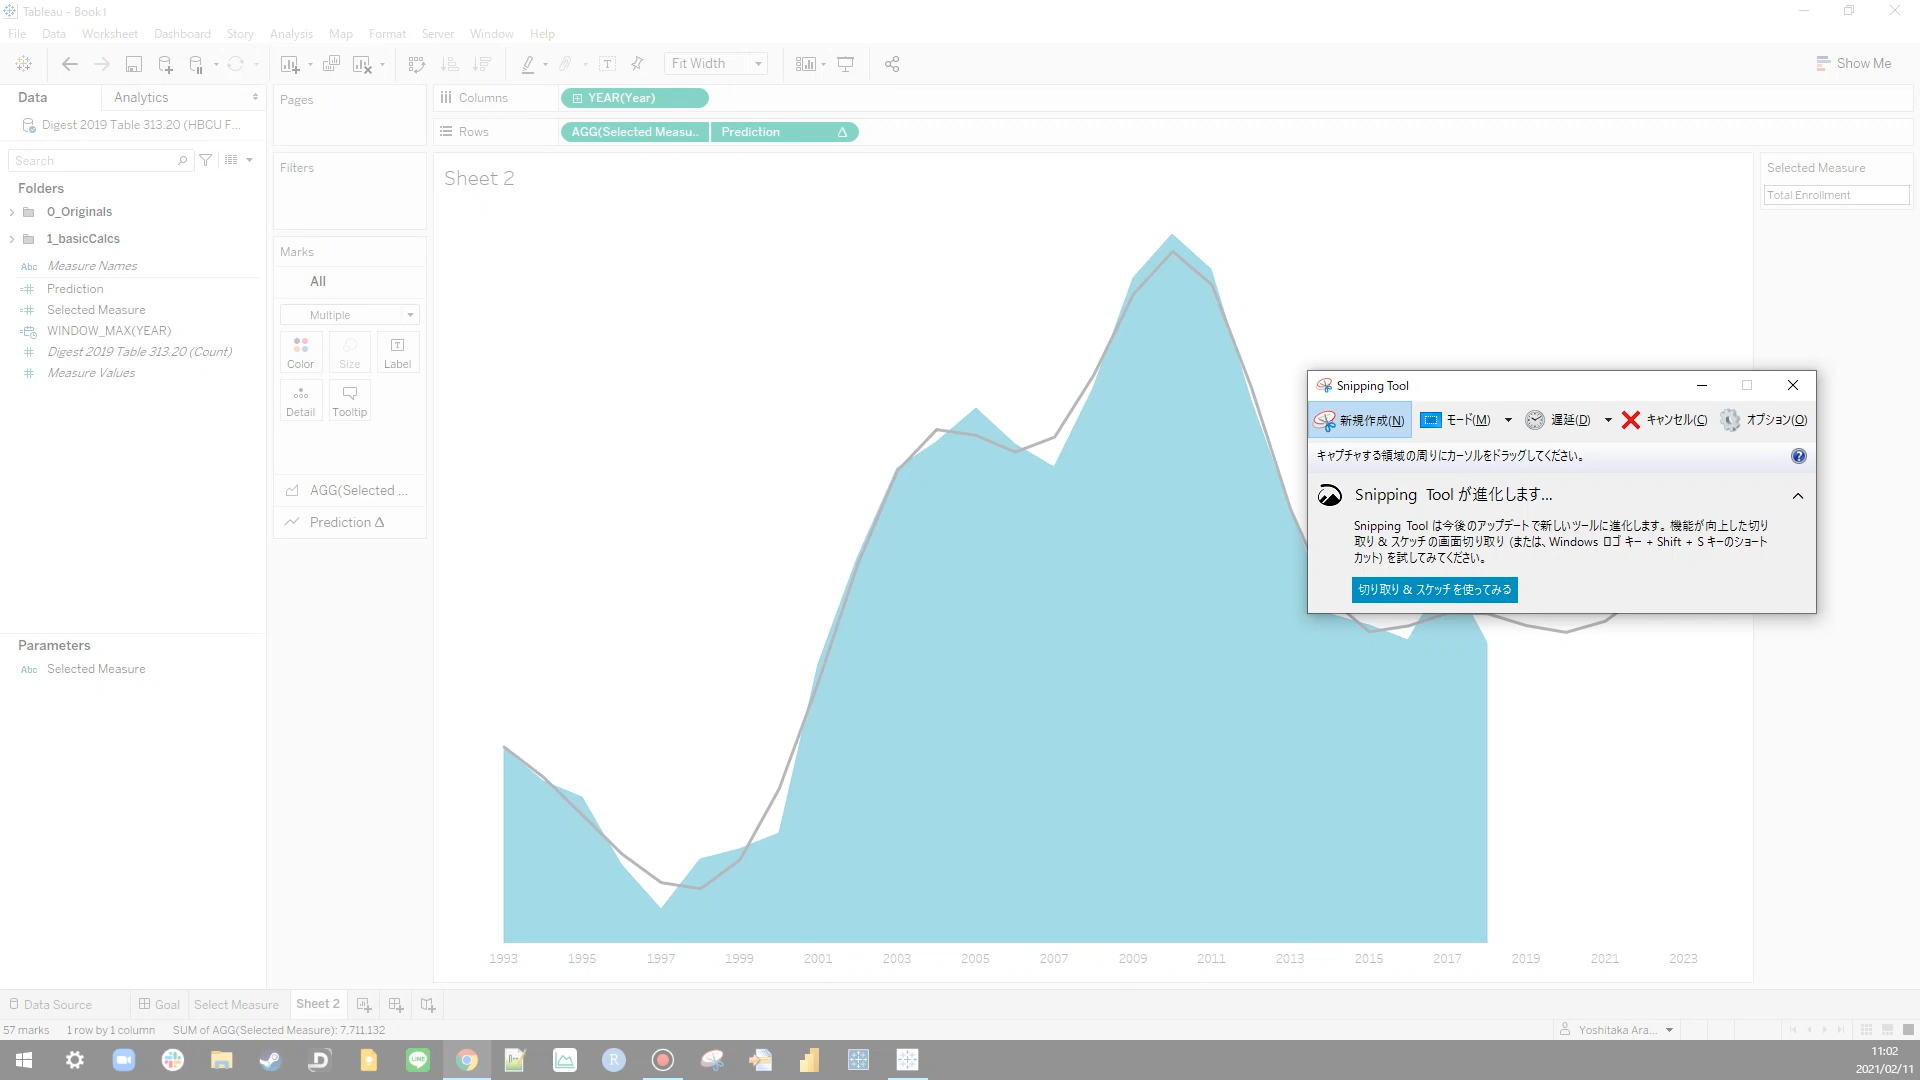 Tableau - Book1
File Data Worksheet Dashboard Story Analysis Map Format Server Window Help
Fit Width
Show Me
Data Analytics
Digest 2019 Table 313.20 (HBCU F...
Search
Folders
0_Originals
1_basicCalcs
Abc Measure Names
Prediction
Selected Measure
WINDOW_MAX(YEAR)
Digest 2019 Table 313.20 (Count)
Measure Values
Parameters
Abc Selected Measure
Pages
Filters
Marks
All
Multiple
Color Size Label
Detail Tooltip
AGG(Selected ...
Prediction Δ
Columns YEAR(Year)
Rows AGG(Selected Measu.. Prediction Δ
Sheet 2
1993 1995 1997 1999 2001 2003 2005 2007 2009 2011 2013 2015 2017 2019 2021 2023
Selected Measure
Total Enrollment
Snipping Tool
新規作成(N) モード(M) 遅延(D) キャンセル(C) オプション(O)
キャプチャする領域の周りにカーソルをドラッグしてください。
Snipping Tool が進化します...
Snipping Tool は今後のアップデートで新しいツールに進化します。機能が向上した切り
取り & スケッチの画面切り取り (または、Windows ロゴ キー + Shift + S キーのショート
カット) を試してみてください。
切り取り & スケッチを使ってみる
Data Source Goal Select Measure Sheet 2
57 marks 1 row by 1 column SUM of AGG(Selected Measure): 7,711,132
Yoshitaka Ara...
LINE
R
11:02
2021/02/11